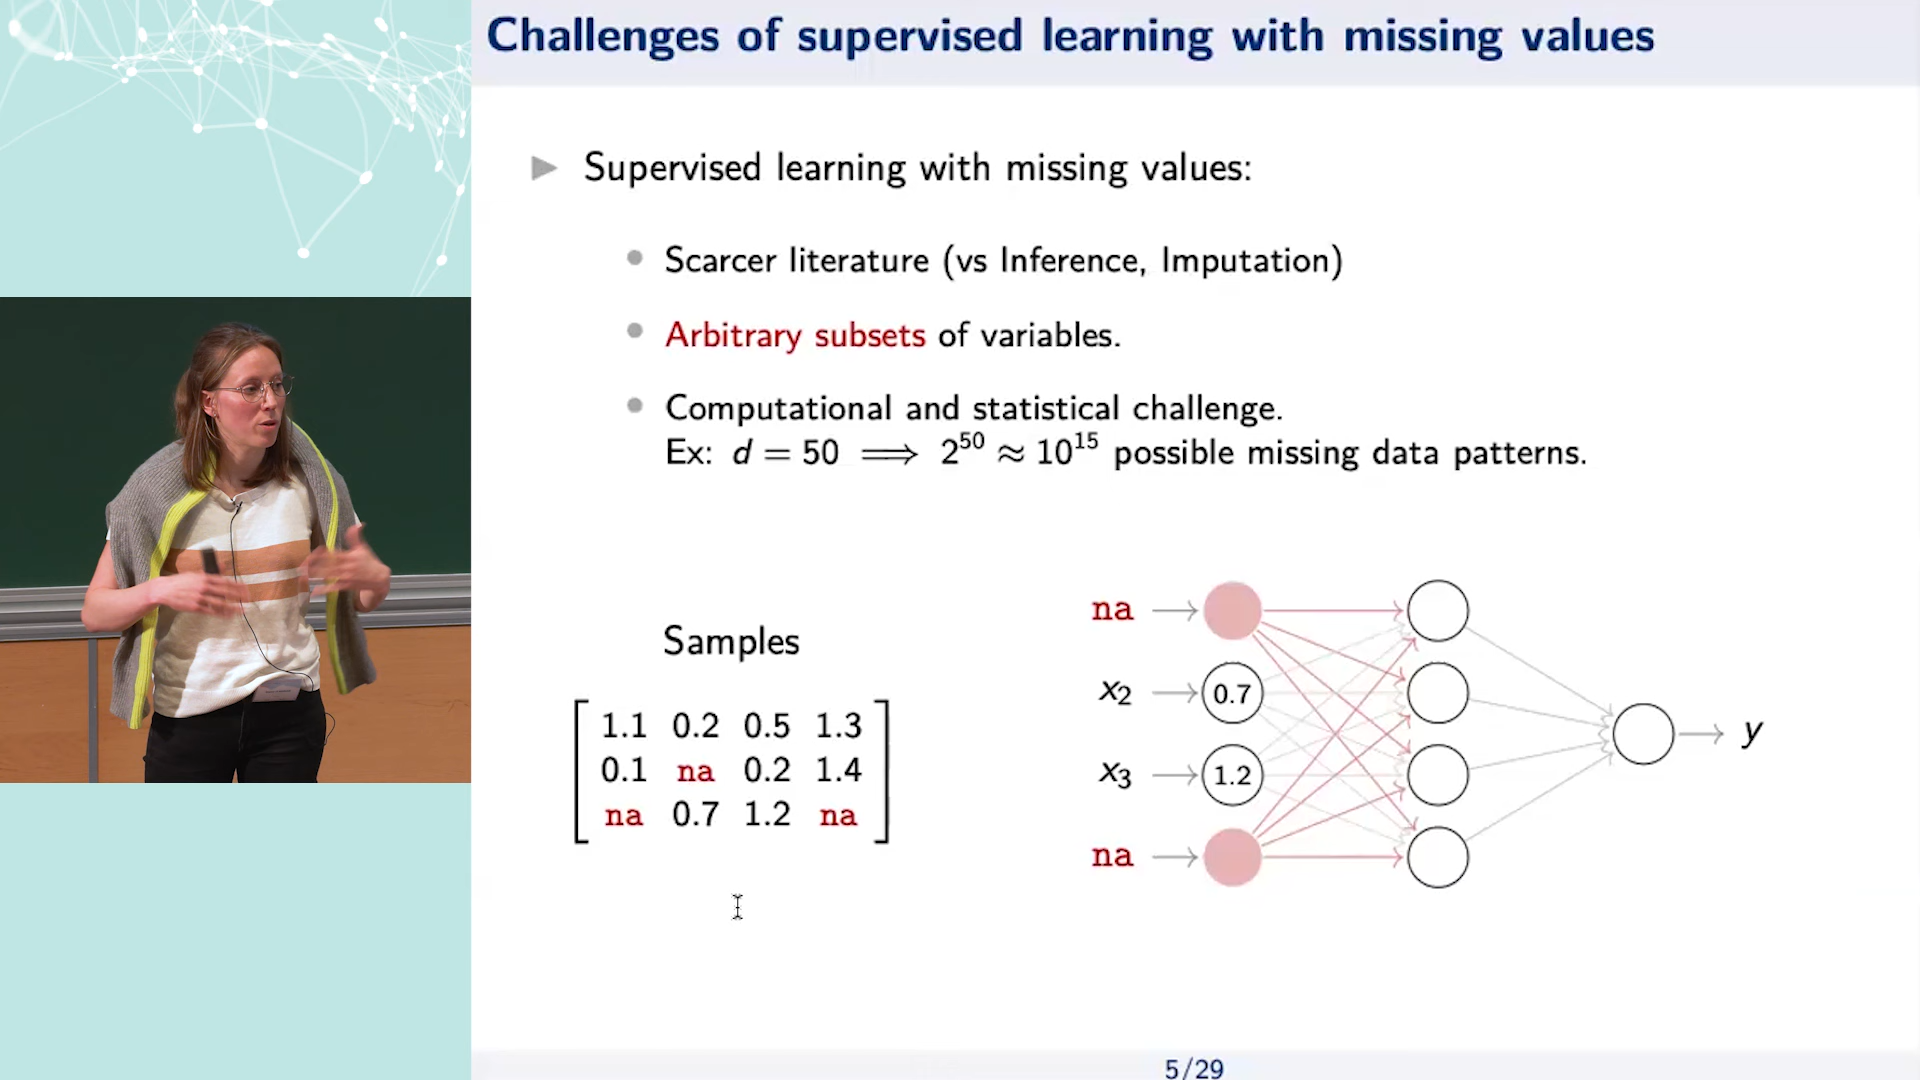 Challenges of supervised learning with missing values
Supervised learning with missing values:
Scarcer literature (vs Inference, Imputation)
Arbitrary subsets of variables.
Computational and statistical challenge.
Ex: d = 50 ⟹ 2^50 ≈ 10^15 possible missing data patterns.
Samples
1.1 0.2 0.5 1.3
0.1 na 0.2 1.4
na 0.7 1.2 na
na
x2 0.7
x3 1.2
na
y
5/29